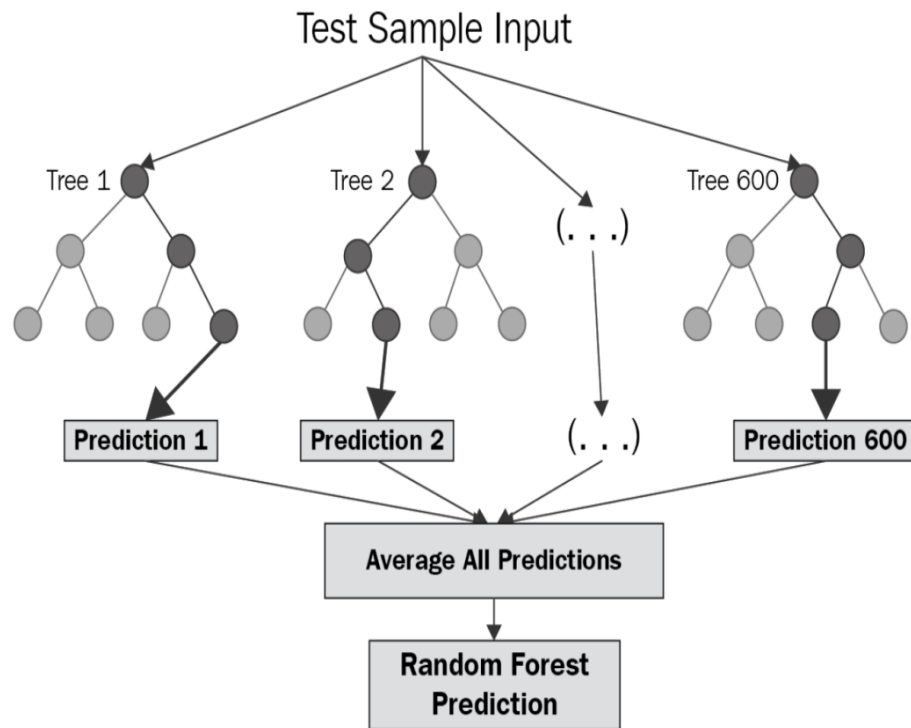 Test Sample Input
Tree 1
Tree 2
Tree 600
(. . .)
Prediction 1
Prediction 2
(. . .)
Prediction 600
Average All Predictions
Random Forest
Prediction